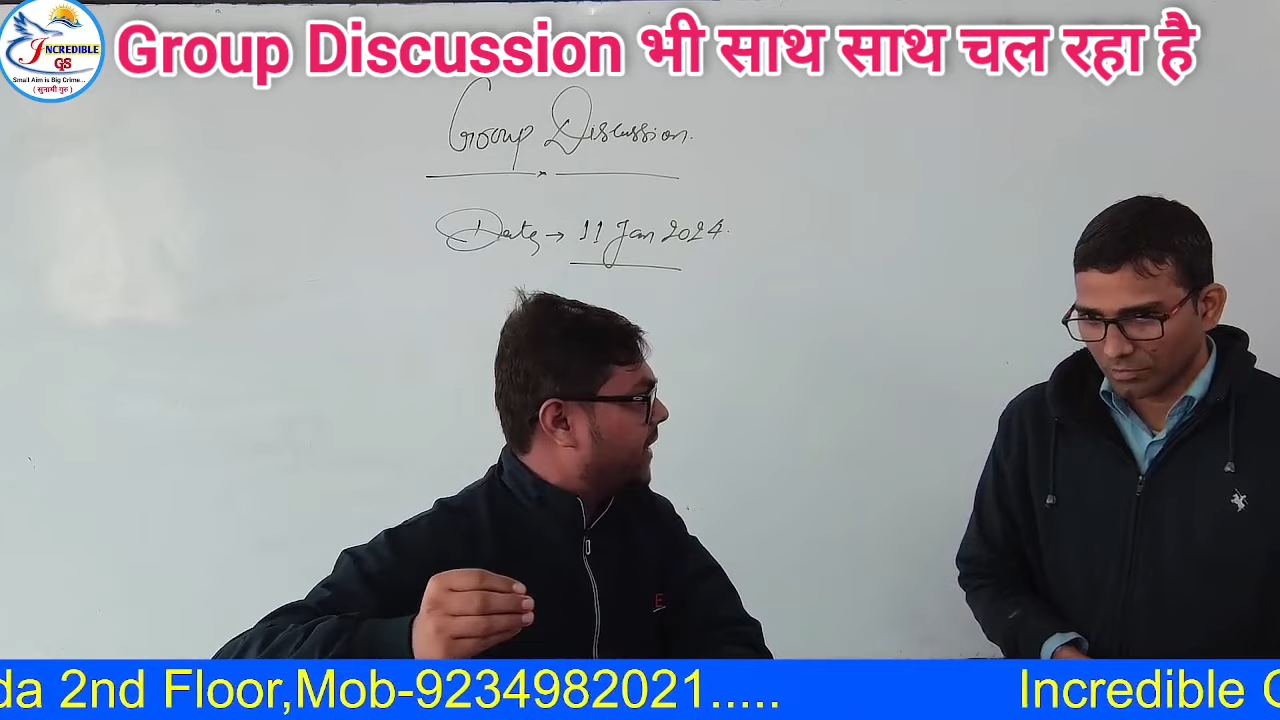 INCREDIBLE
GS
Small Aim is Big Crime...
( सुनामी गुरु )
Group Discussion भी साथ साथ चल रहा है
Group Discussion.
Date → 11 Jan 2024.
E
da 2nd Floor,Mob-9234982021..... Incredible G